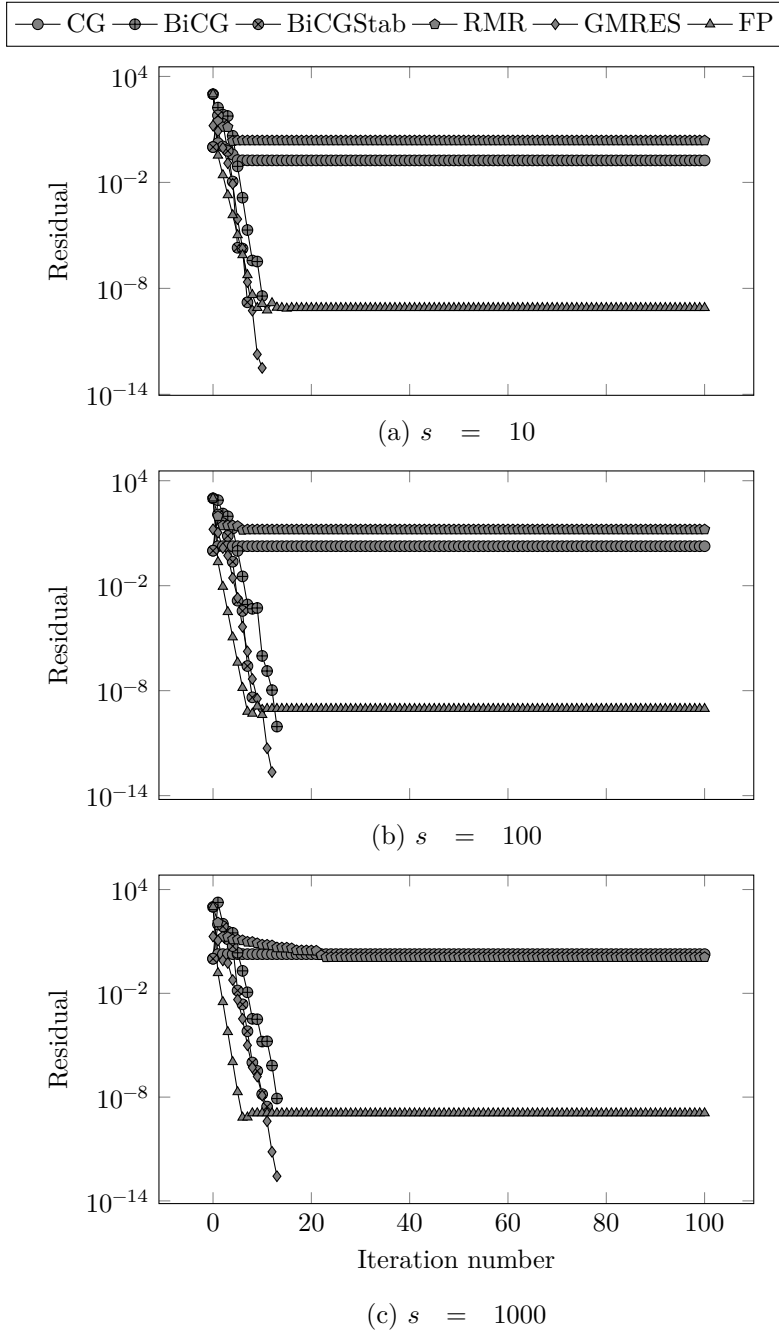 CG BiCG BiCGStab RMR GMRES FP
10^4
10^−2
10^−8
10^−14
Residual
(a) s = 10
10^4
10^−2
10^−8
10^−14
Residual
(b) s = 100
10^4
10^−2
10^−8
10^−14
Residual
0 20 40 60 80 100
Iteration number
(c) s = 1000